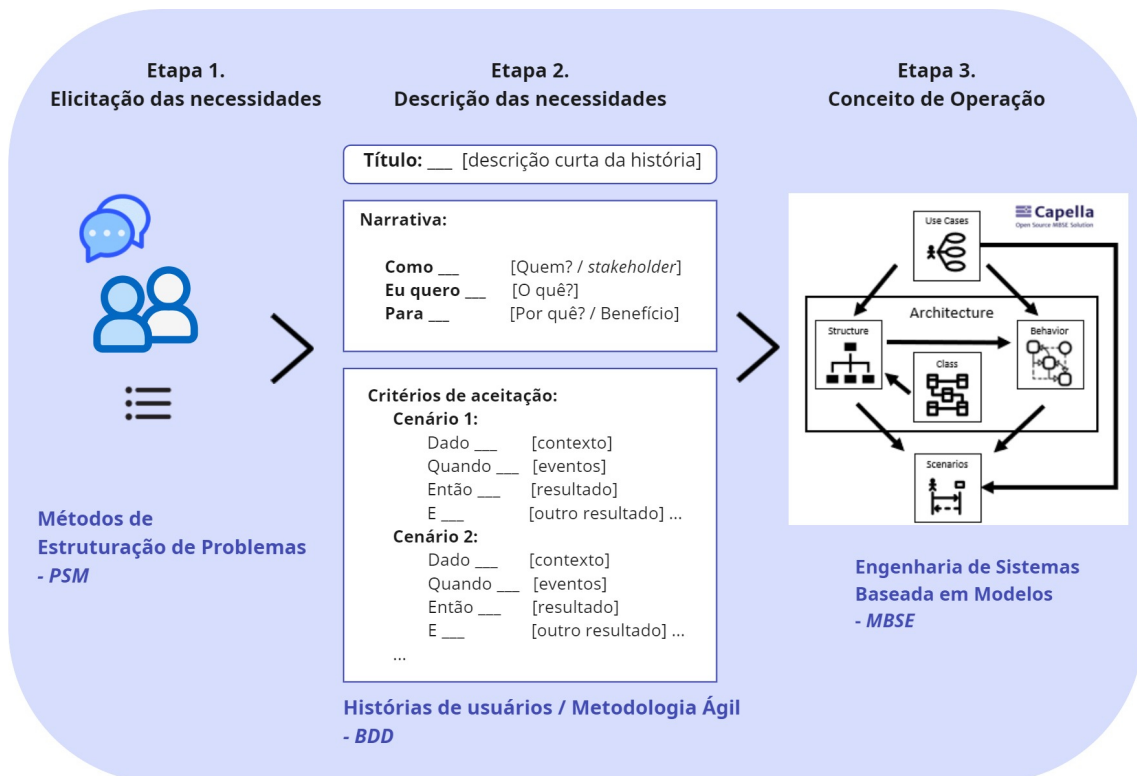 Etapa 1.
Elicitação das necessidades
Métodos de
Estruturação de Problemas
- PSM
Etapa 2.
Descrição das necessidades
Título: ___ [descrição curta da história]
Narrativa:
Como ___ [Quem? / stakeholder]
Eu quero ___ [O quê?]
Para ___ [Por quê? / Benefício]
Critérios de aceitação:
Cenário 1:
Dado ___ [contexto]
Quando ___ [eventos]
Então ___ [resultado]
E ___ [outro resultado] ...
Cenário 2:
Dado ___ [contexto]
Quando ___ [eventos]
Então ___ [resultado]
E ___ [outro resultado] ...
...
Histórias de usuários / Metodologia Ágil
- BDD
Etapa 3.
Conceito de Operação
Capella
Open Source MBSE Solution
Use Cases
Architecture
Structure
Behavior
Class
Scenarios
Engenharia de Sistemas
Baseada em Modelos
- MBSE